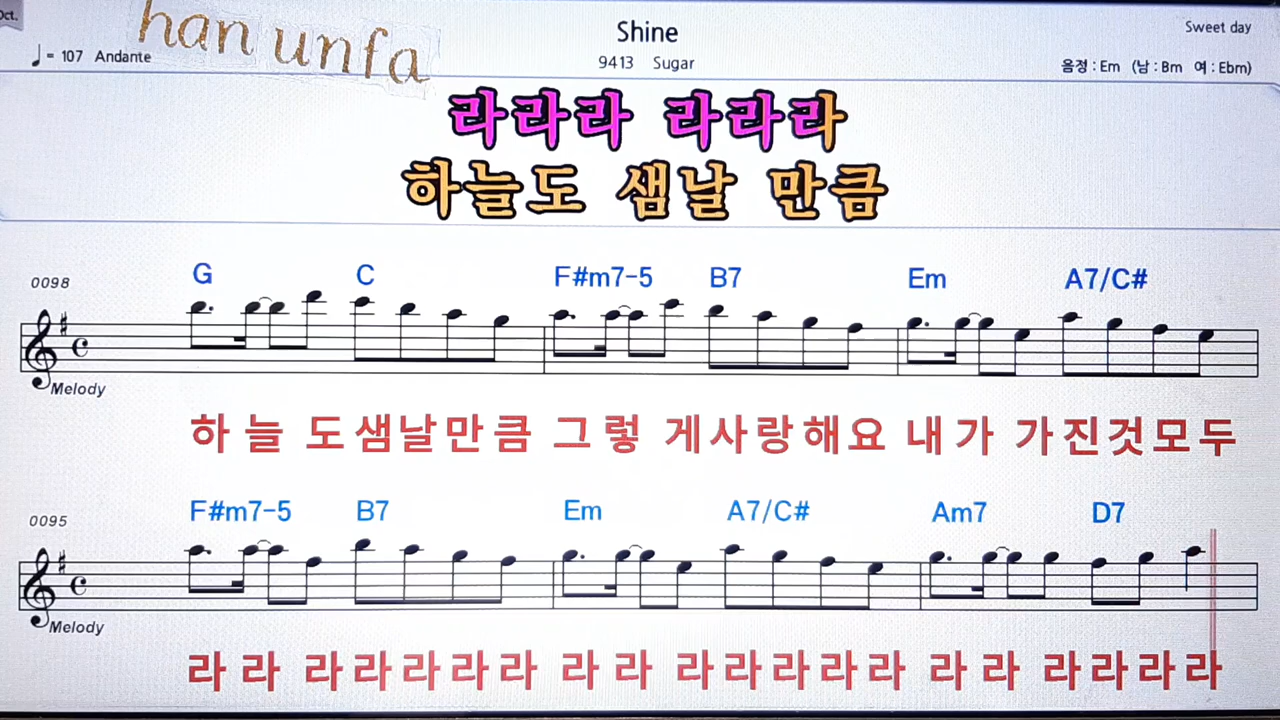 Oct.
han unfa
Shine
Sweet day
♩= 107 Andante
9413 Sugar
음정 : Em (남 : Bm 여 : Ebm)
라라라 라라라
하늘도 샘날 만큼
0098
G C F#m7-5 B7 Em A7/C#
Melody
하 늘 도샘날만큼 그렇 게사랑해요 내가 가진것모두
0095
F#m7-5 B7 Em A7/C# Am7 D7
Melody
라라 라라라라라 라라 라라라라라 라라 라라라라